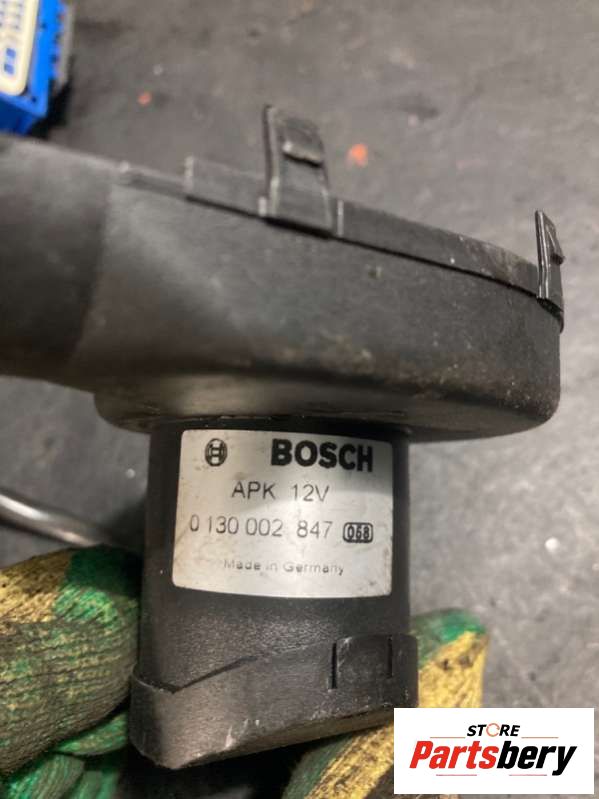 BOSCH
APK 12V
0 130 002 847 068
Made in Germany
STORE
Partsbery